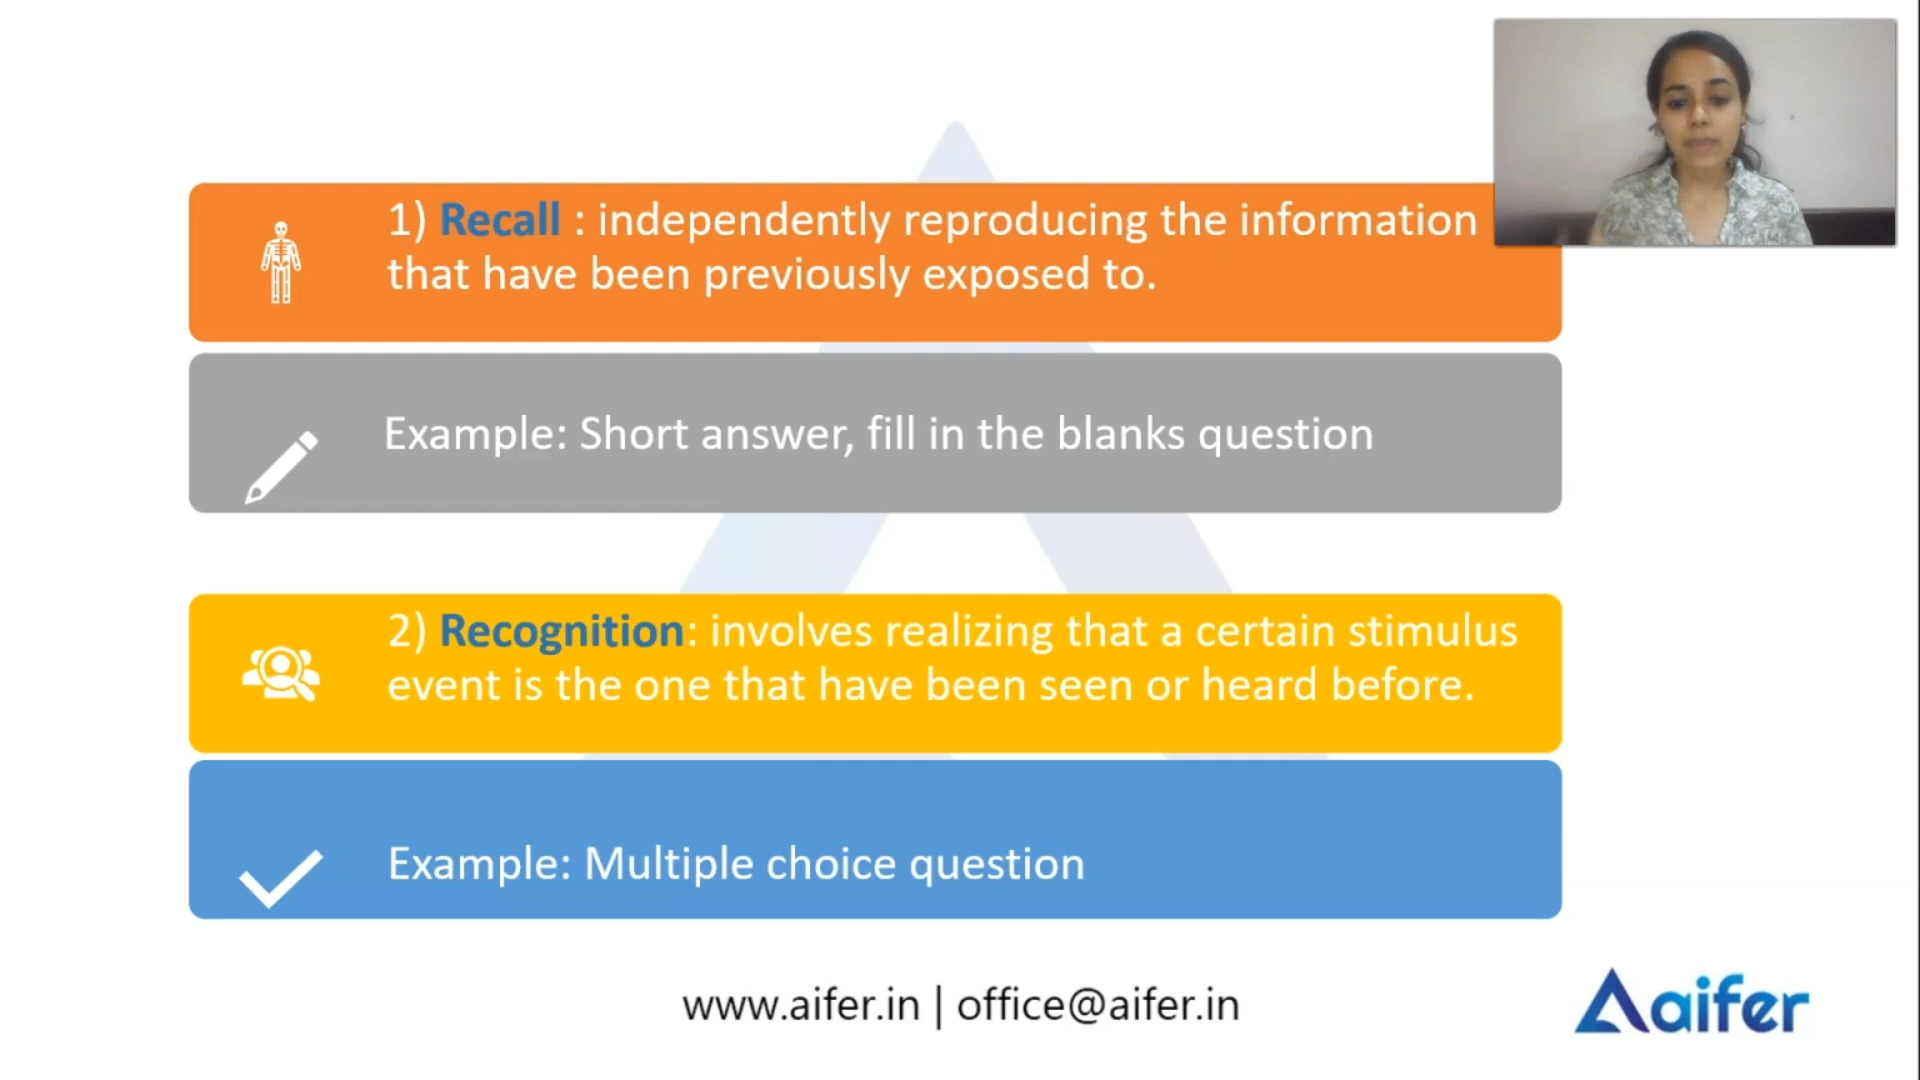 1) Recall : independently reproducing the information
that have been previously exposed to.
Example: Short answer, fill in the blanks question
2) Recognition: involves realizing that a certain stimulus
event is the one that have been seen or heard before.
Example: Multiple choice question
www.aifer.in | office@aifer.in
aifer